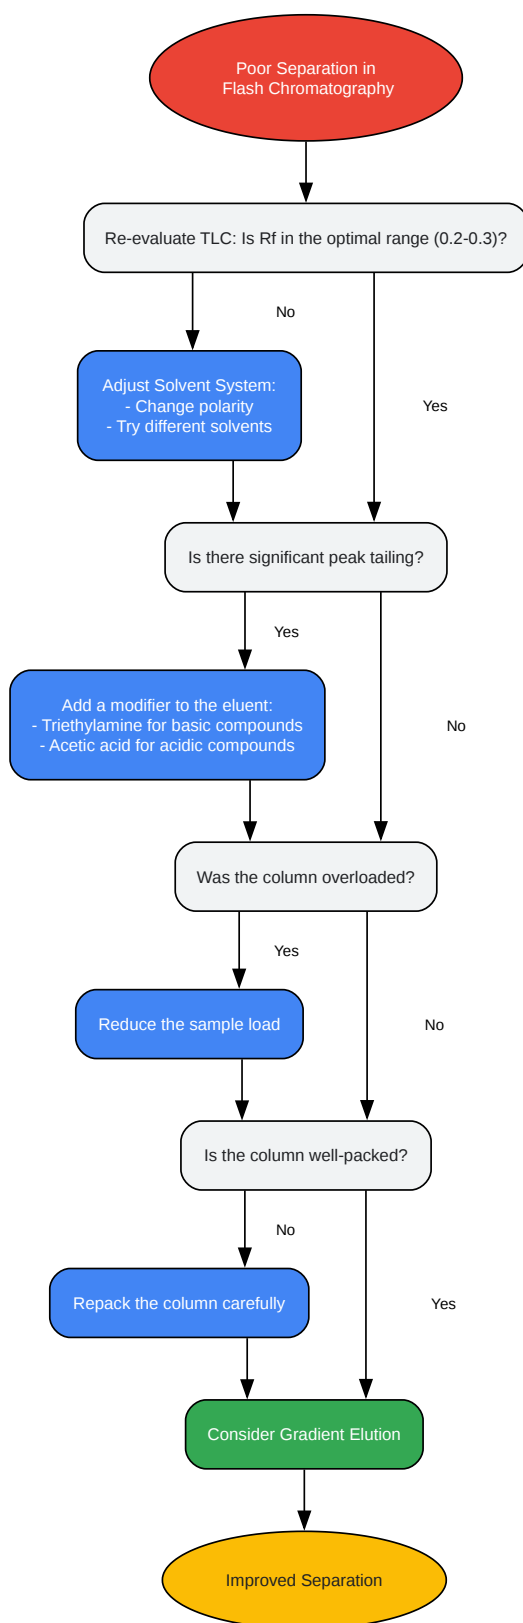 Poor Separation in
Flash Chromatography
Re-evaluate TLC: Is Rf in the optimal range (0.2-0.3)?
No
Adjust Solvent System:
- Change polarity
- Try different solvents
Yes
Is there significant peak tailing?
Yes
Add a modifier to the eluent:
- Triethylamine for basic compounds
- Acetic acid for acidic compounds
No
Was the column overloaded?
Yes
Reduce the sample load
No
Is the column well-packed?
No
Repack the column carefully
Yes
Consider Gradient Elution
Improved Separation